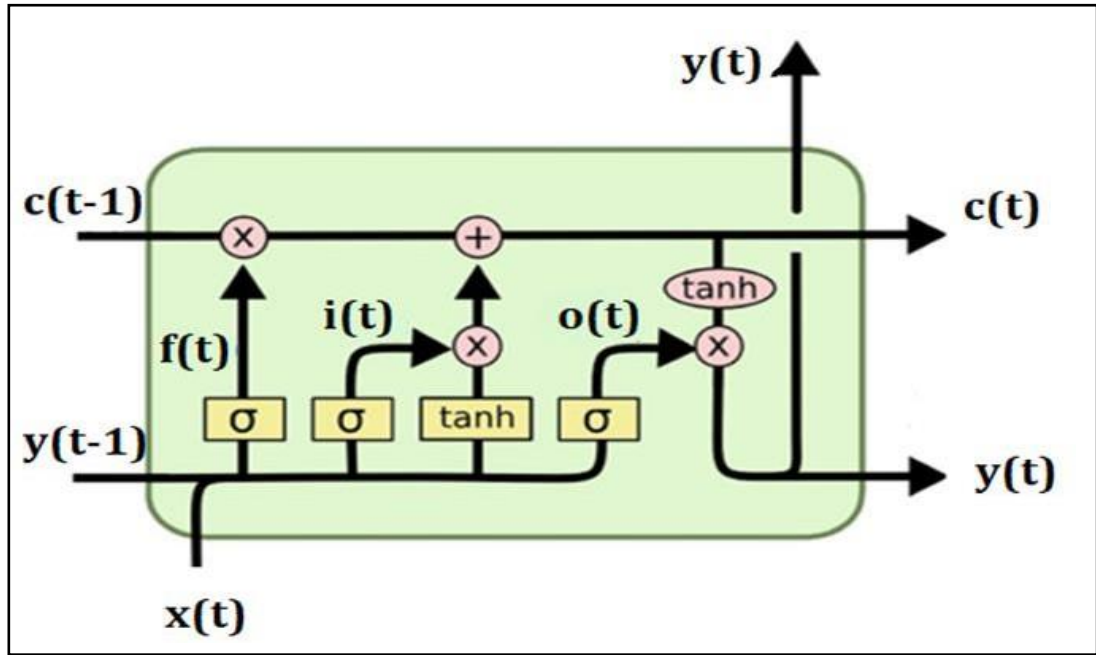 y(t)
c(t-1)
c(t)
×
+
tanh
i(t)
o(t)
f(t)
×
×
σ
σ
tanh
σ
y(t-1)
y(t)
x(t)